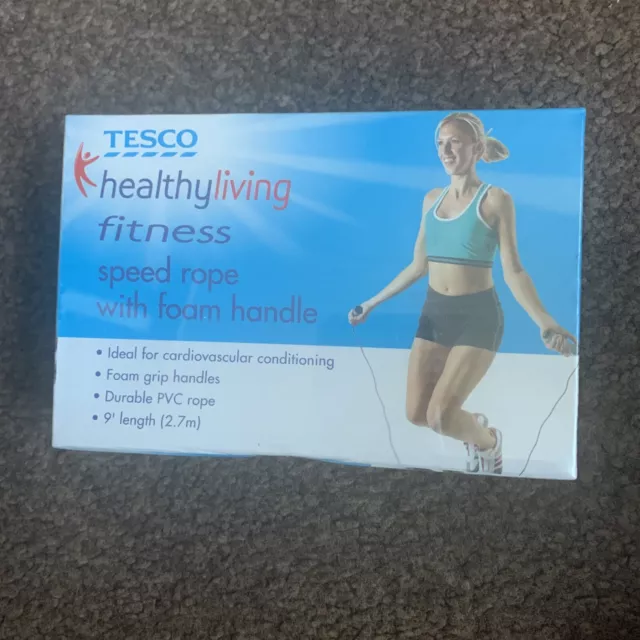 TESCO
healthyliving
fitness
speed rope
with foam handle
• Ideal for cardiovascular conditioning
• Foam grip handles
• Durable PVC rope
• 9' length (2.7m)